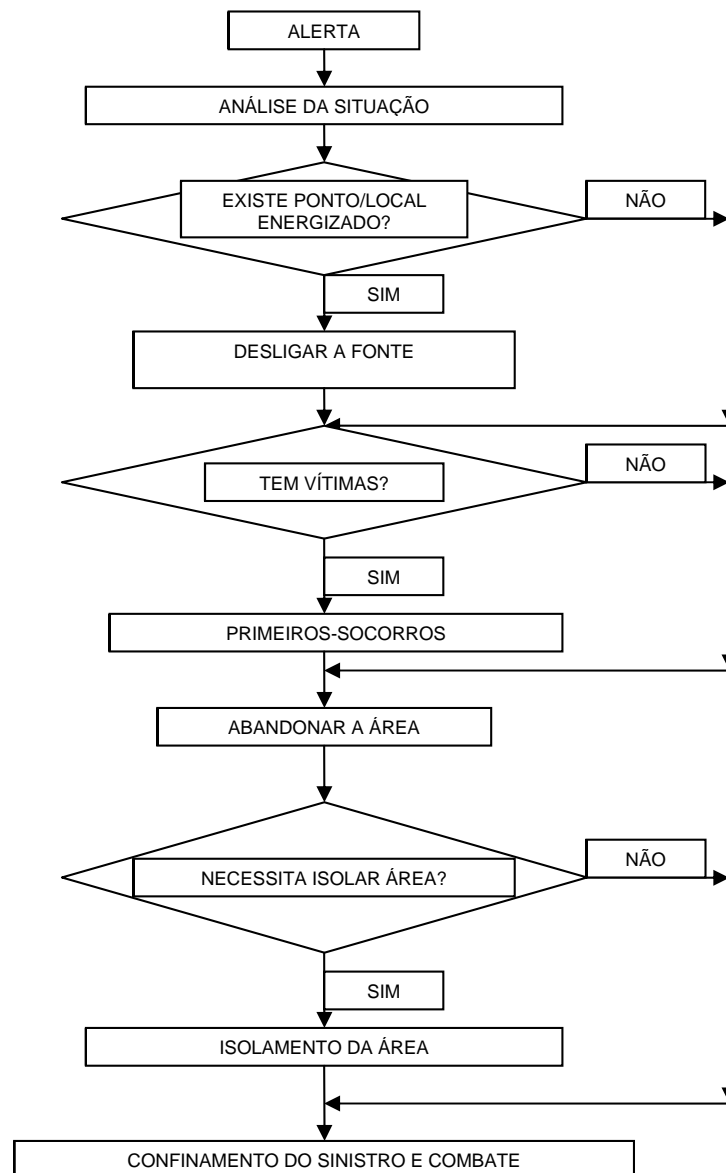 ALERTA
ANÁLISE DA SITUAÇÃO
EXISTE PONTO/LOCAL
ENERGIZADO?
NÃO
SIM
DESLIGAR A FONTE
TEM VÍTIMAS?
NÃO
SIM
PRIMEIROS-SOCORROS
ABANDONAR A ÁREA
NECESSITA ISOLAR ÁREA?
NÃO
SIM
ISOLAMENTO DA ÁREA
CONFINAMENTO DO SINISTRO E COMBATE